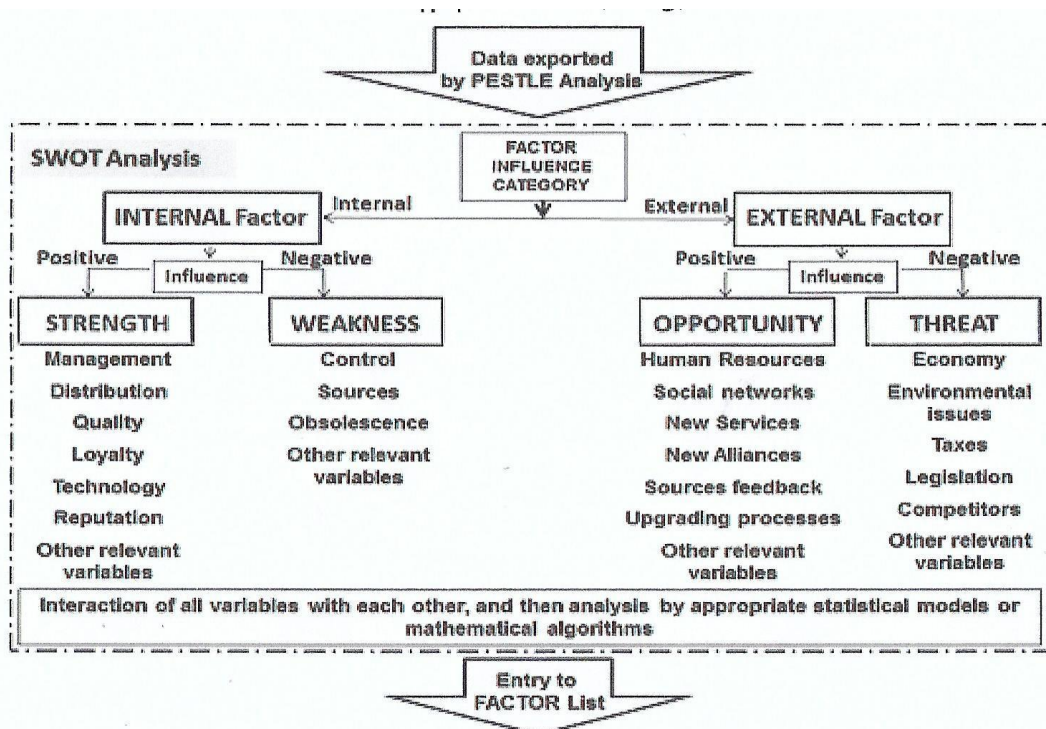 Data exported
by PESTLE Analysis
SWOT Analysis
FACTOR
INFLUENCE
CATEGORY
Internal
External
INTERNAL Factor
EXTERNAL Factor
Positive
Influence
Negative
Positive
Influence
Negative
STRENGTH
Management
Distribution
Quality
Loyalty
Technology
Reputation
Other relevant
variables
WEAKNESS
Control
Sources
Obsolescence
Other relevant
variables
OPPORTUNITY
Human Resources
Social networks
New Services
New Alliances
Sources feedback
Upgrading processes
Other relevant
variables
THREAT
Economy
Environmental
issues
Taxes
Legislation
Competitors
Other relevant
variables
Interaction of all variables with each other, and then analysis by appropriate statistical models or
mathematical algorithms
Entry to
FACTOR List